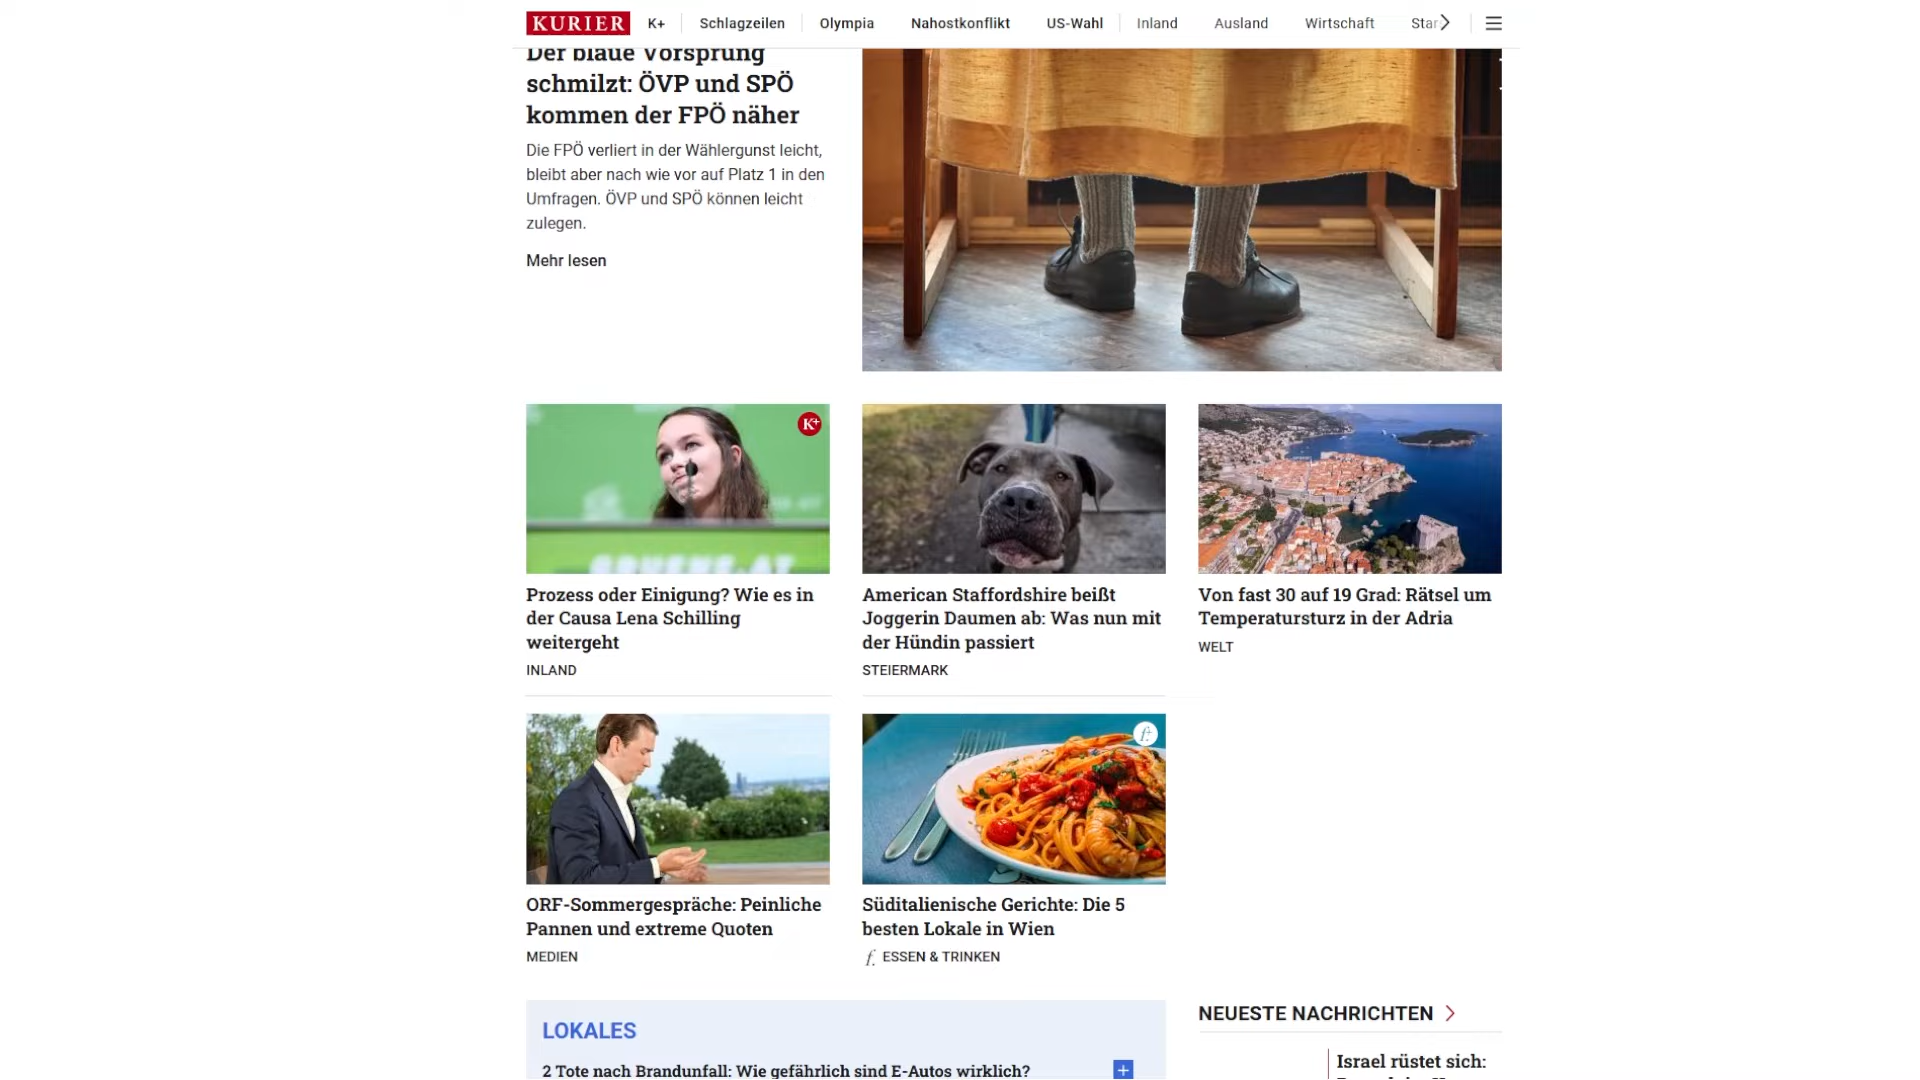 KURIER K+ Schlagzeilen Olympia Nahostkonflikt US-Wahl Inland Ausland Wirtschaft Star
Der blaue Vorsprung
schmilzt: ÖVP und SPÖ
kommen der FPÖ näher
Die FPÖ verliert in der Wählergunst leicht,
bleibt aber nach wie vor auf Platz 1 in den
Umfragen. ÖVP und SPÖ können leicht
zulegen.
Mehr lesen
K+
Prozess oder Einigung? Wie es in
der Causa Lena Schilling
weitergeht
INLAND
American Staffordshire beißt
Joggerin Daumen ab: Was nun mit
der Hündin passiert
STEIERMARK
Von fast 30 auf 19 Grad: Rätsel um
Temperatursturz in der Adria
WELT
ORF-Sommergespräche: Peinliche
Pannen und extreme Quoten
MEDIEN
f.
Süditalienische Gerichte: Die 5
besten Lokale in Wien
f. ESSEN & TRINKEN
LOKALES
2 Tote nach Brandunfall: Wie gefährlich sind E-Autos wirklich?
NEUESTE NACHRICHTEN
Israel rüstet sich: